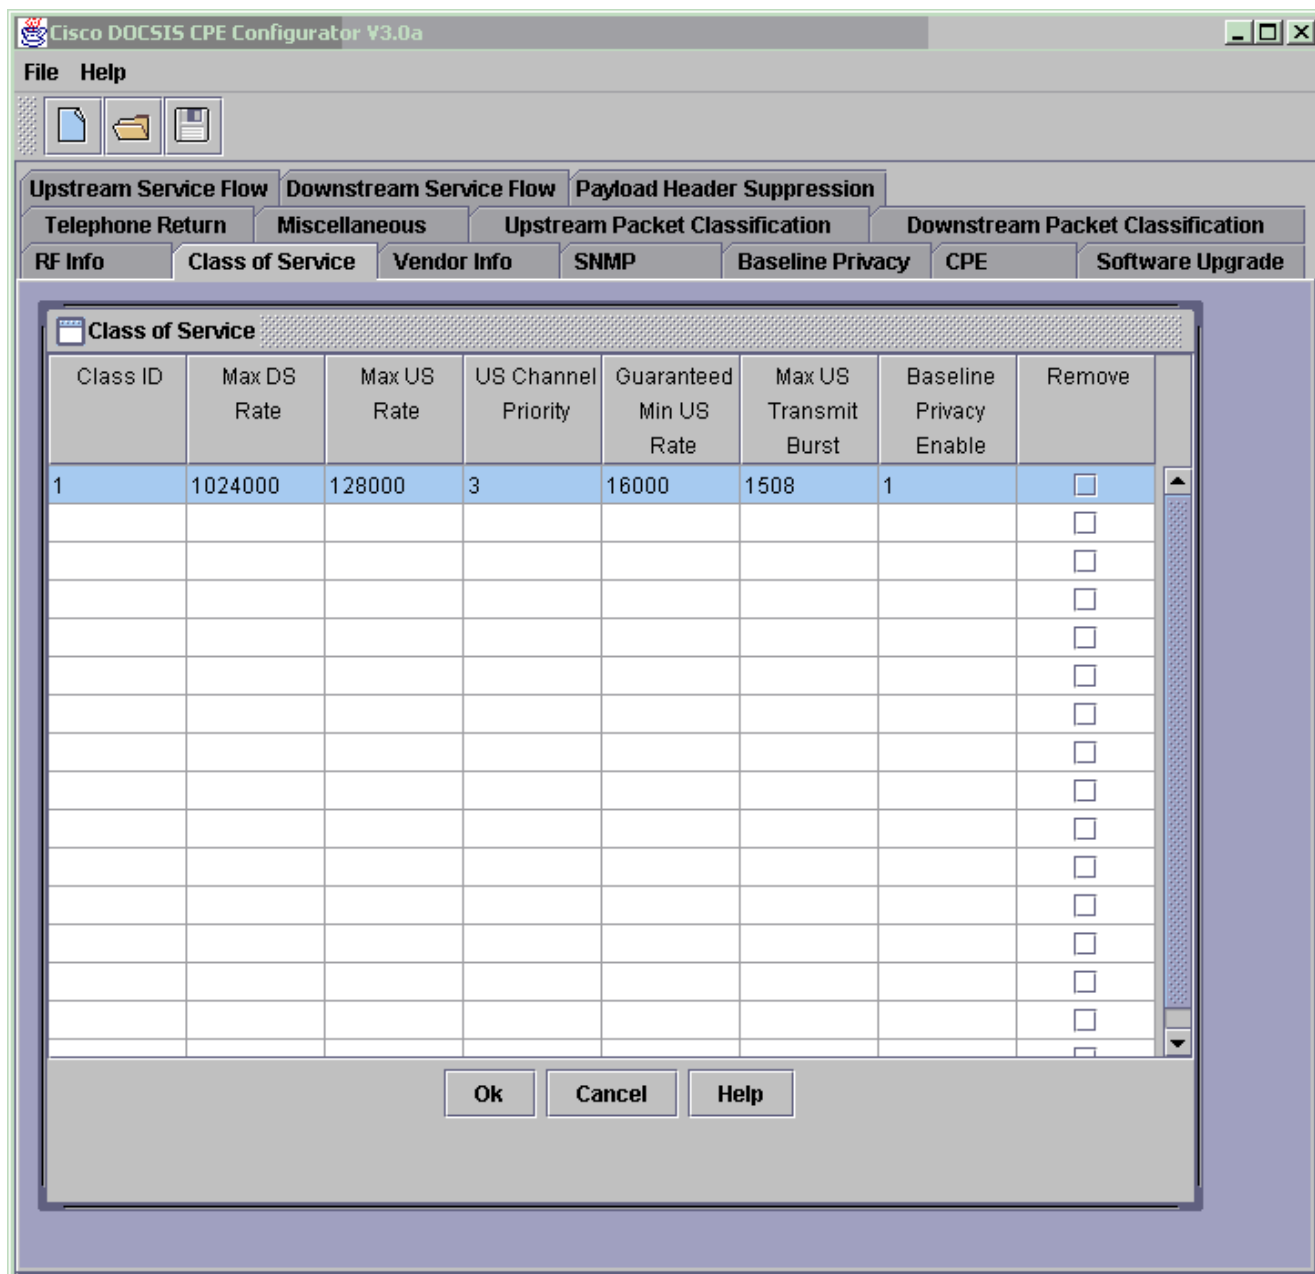 Cisco DOCSIS CPE Configurator V3.0a
File Help
Upstream Service Flow Downstream Service Flow Payload Header Suppression
Telephone Return Miscellaneous Upstream Packet Classification Downstream Packet Classification
RF Info Class of Service Vendor Info SNMP Baseline Privacy CPE Software Upgrade
Class of Service
Class ID Max DS Max US US Channel Guaranteed Max US Baseline Remove
Rate Rate Priority Min US Transmit Privacy
Rate Burst Enable
1 1024000 128000 3 16000 1508 1
Ok Cancel Help